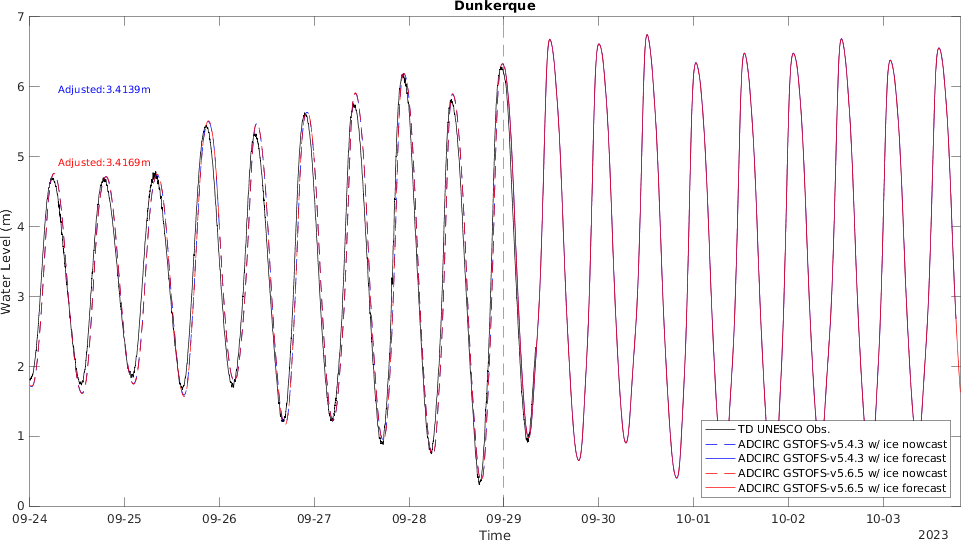 Dunkerque
7
6
5
4
3
2
1
0
Water Level (m)
Adjusted:3.4139m
Adjusted:3.4169m
TD UNESCO Obs.
ADCIRC GSTOFS-v5.4.3 w/ ice nowcast
ADCIRC GSTOFS-v5.4.3 w/ ice forecast
ADCIRC GSTOFS-v5.6.5 w/ ice nowcast
ADCIRC GSTOFS-v5.6.5 w/ ice forecast
09-24 09-25 09-26 09-27 09-28 09-29 09-30 10-01 10-02 10-03
Time
2023